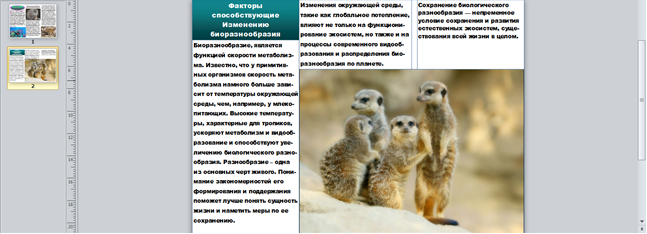 Факторы
способствующие
Изменению
биоразнообразия
Биоразнообразие, является
функцией скорости метаболиз-
ма. Известно, что у примитив-
ных организмов скорость мета-
болизма намного больше зави-
сит от температуры окружающей
среды, чем, например, у млеко-
питающих. Высокие температу-
ры, характерные для тропиков,
ускоряют метаболизм и видооб-
разование и способствуют уве-
личению биологического разно-
образия. Разнообразие – одна
из основных черт живого. Пони-
мание закономерностей его
формирования и поддержания
поможет лучше понять сущность
жизни и наметить меры по ее
сохранению.
Изменения окружающей среды,
такие как глобальное потепление,
влияют не только на функциони-
рование экосистем, но также и на
процессы современного видооб-
разования и распределения био-
разнообразия по планете.
Сохранение биологического
разнообразия — непременное
условие сохранения и развития
естественных экосистем, суще-
ствования всей жизни в целом.
1
2